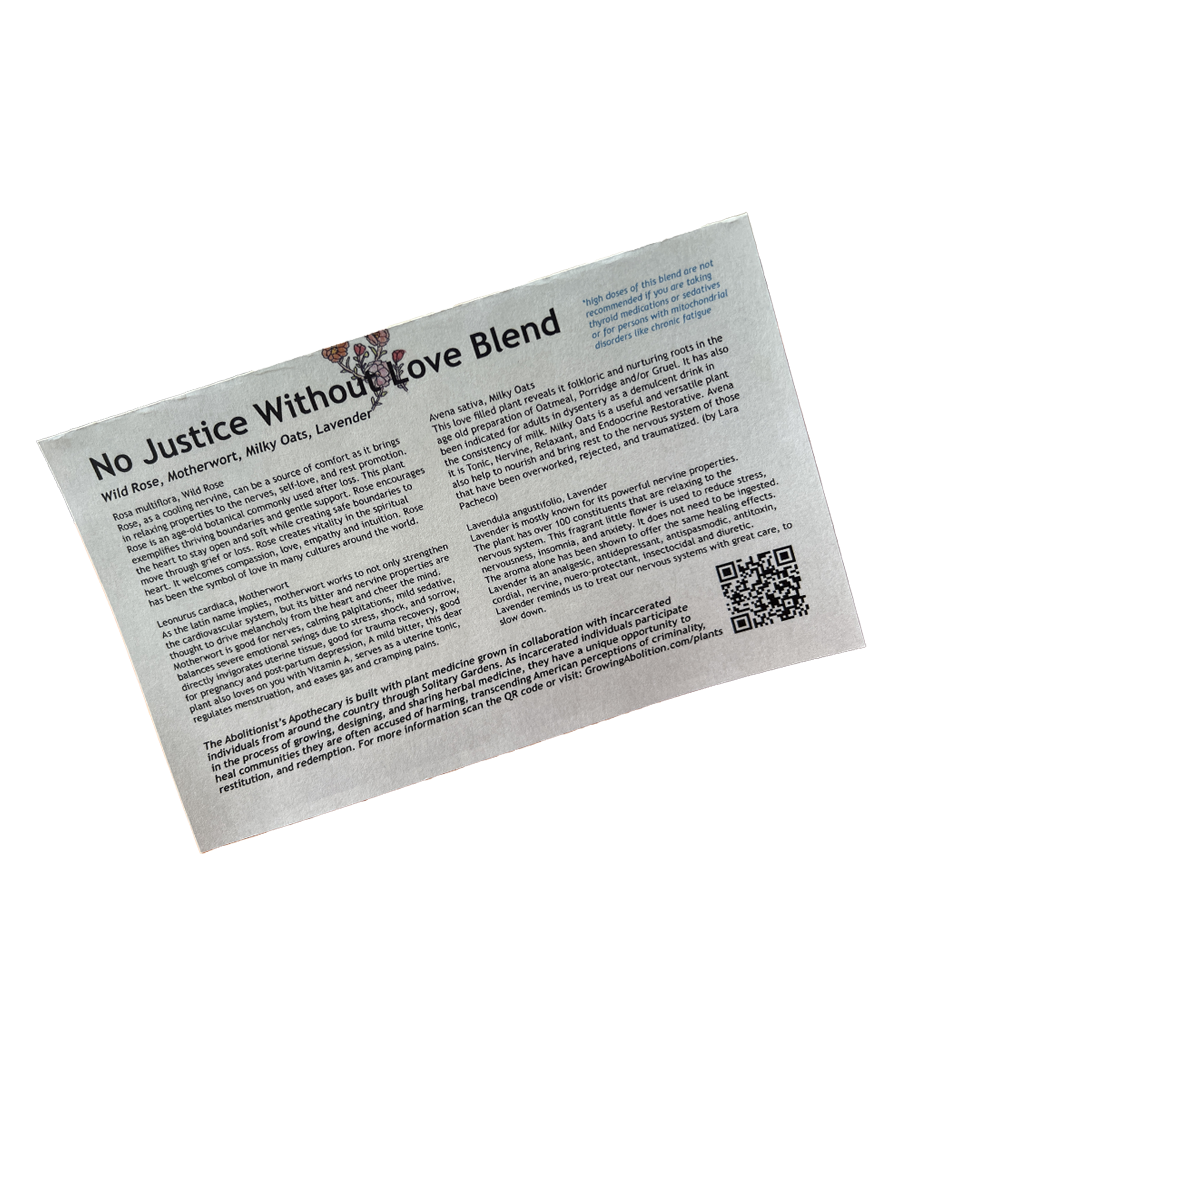 No Justice Without Love Blend
Wild Rose, Motherwort, Milky Oats, Lavender
*high doses of this blend are not
recommended if you are taking
thyroid medications or sedatives
or for persons with mitochondrial
disorders like chronic fatigue
Rosa multiflora, Wild Rose
Rose, as a cooling nervine, can be a source of comfort as it brings
in relaxing properties to the nerves, self-love, and rest promotion.
Rose is an age-old botanical commonly used after loss. This plant
exemplifies thriving boundaries and gentle support. Rose encourages
the heart to stay open and soft while creating safe boundaries to
move through grief or loss. Rose creates vitality in the spiritual
heart. It welcomes compassion, love, empathy and intuition. Rose
has been the symbol of love in many cultures around the world.
Leonurus cardiaca, Motherwort
As the latin name implies, motherwort works to not only strengthen
the cardiovascular system, but its bitter and nervine properties are
thought to drive melancholy from the heart and cheer the mind.
Motherwort is good for nerves, calming palpitations, mild sedative,
balances severe emotional swings due to stress, shock, and sorrow,
directly invigorates uterine tissue, good for trauma recovery, good
for pregnancy and post-partum depression, A mild bitter, this dear
plant also loves on you with Vitamin A, serves as a uterine tonic,
regulates menstruation, and eases gas and cramping pains.
Avena sativa, Milky Oats
This love filled plant reveals it folkloric and nurturing roots in the
age old preparation of Oatmeal, Porridge and/or Gruel. It has also
been indicated for adults in dysentery as a demulcent drink in
the consistency of milk. Milky Oats is a useful and versatile plant
it is Tonic, Nervine, Relaxant, and Endoocrine Restorative. Avena
also help to nourish and bring rest to the nervous system of those
that have been overworked, rejected, and traumatized. (by Lara
Pacheco)
Lavendula angustifolio, Lavender
Lavender is mostly known for its powerful nervine properties.
The plant has over 100 constituents that are relaxing to the
nervous system. This fragrant little flower is used to reduce stress,
nervousness, insomnia, and anxiety. It does not need to be ingested.
The aroma alone has been shown to offer the same healing effects.
Lavender is an analgesic, antidepressant, antispasmodic, antitoxin,
cordial, nervine, nuero-protectant, insectocidal and diuretic.
Lavender reminds us to treat our nervous systems with great care, to
slow down.
The Abolitionist's Apothecary is built with plant medicine grown in collaboration with incarcerated
individuals from around the country through Solitary Gardens. As incarcerated individuals participate
in the process of growing, designing, and sharing herbal medicine, they have a unique opportunity to
heal communities they are often accused of harming, transcending American perceptions of criminality,
restitution, and redemption. For more information scan the QR code or visit: GrowingAbolition.com/plants